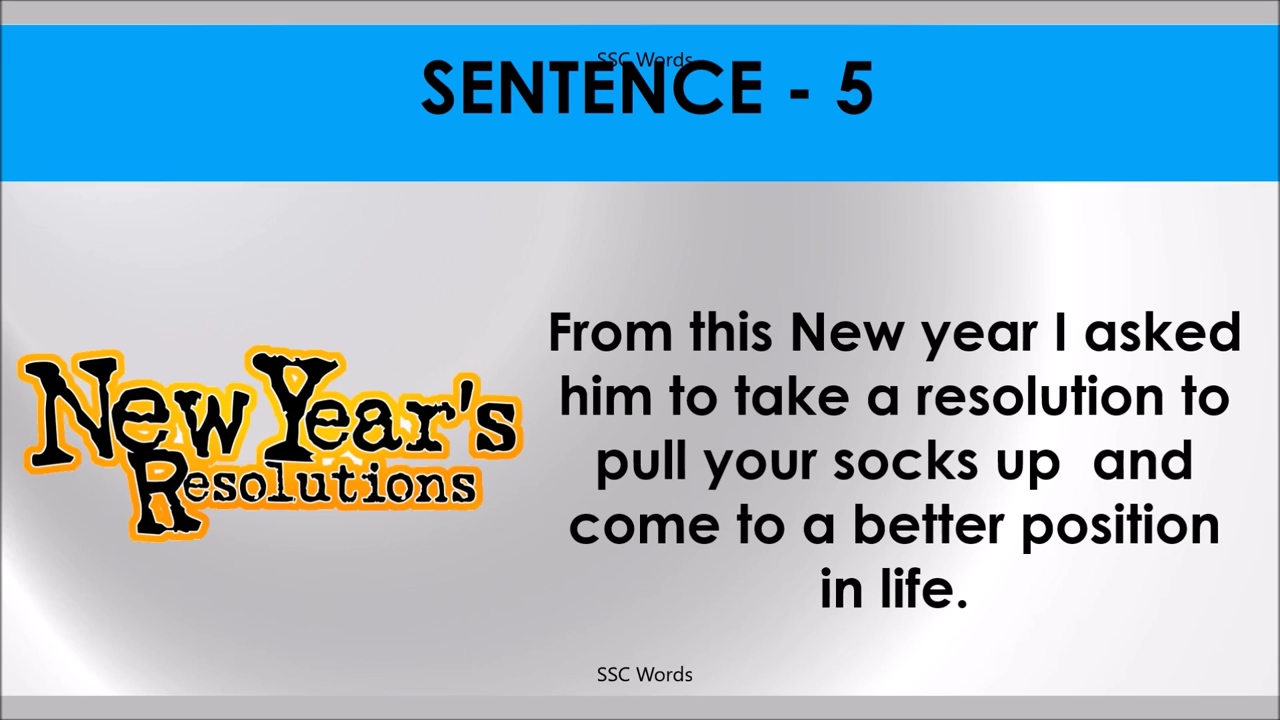 SSC Words
SENTENCE - 5
New Year's
Resolutions
From this New year I asked
him to take a resolution to
pull your socks up  and
come to a better position
in life.
SSC Words